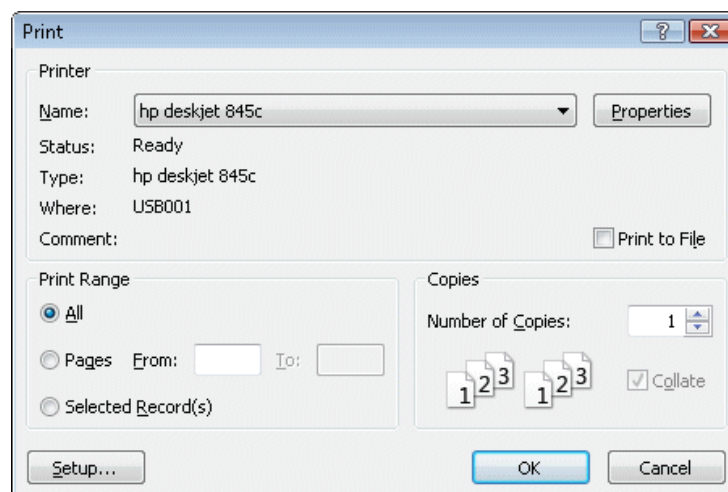 Print
Printer
Name: hp deskjet 845c Properties
Status: Ready
Type: hp deskjet 845c
Where: USB001
Comment: Print to File
Print Range
All
Pages From: To:
Selected Record(s)
Copies
Number of Copies: 1
1 2 3 1 2 3
Collate
Setup... OK Cancel